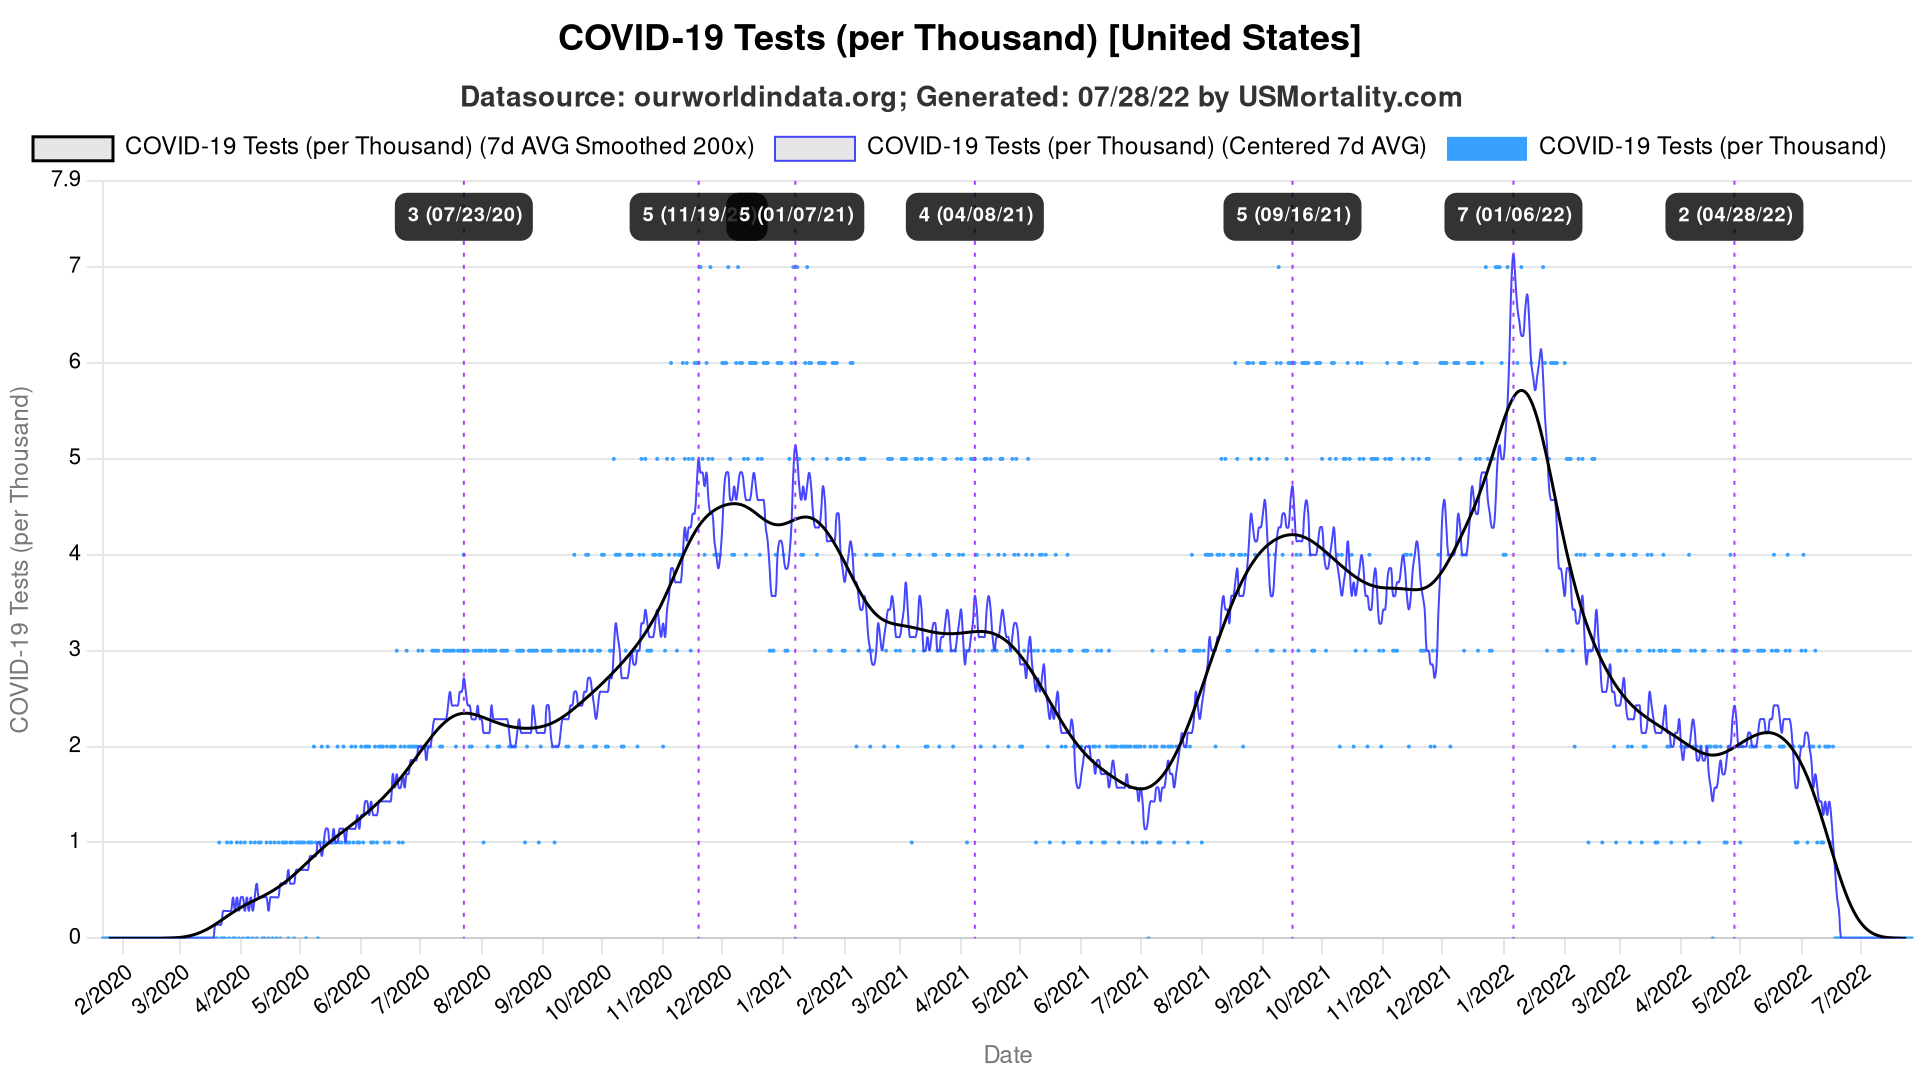 COVID-19 Tests (per Thousand) [United States]
Datasource: ourworldindata.org; Generated: 07/28/22 by USMortality.com
COVID-19 Tests (per Thousand) (7d AVG Smoothed 200x) COVID-19 Tests (per Thousand) (Centered 7d AVG) COVID-19 Tests (per Thousand)
7.9
3 (07/23/20) 5 (11/19/ 5 (01/07/21) 4 (04/08/21) 5 (09/16/21) 7 (01/06/22) 2 (04/28/22)
7
6
5
4
3
2
1
0
COVID-19 Tests (per Thousand)
2/2020 3/2020 4/2020 5/2020 6/2020 7/2020 8/2020 9/2020 10/2020 11/2020 12/2020 1/2021 2/2021 3/2021 4/2021 5/2021 6/2021 7/2021 8/2021 9/2021 10/2021 11/2021 12/2021 1/2022 2/2022 3/2022 4/2022 5/2022 6/2022 7/2022
Date